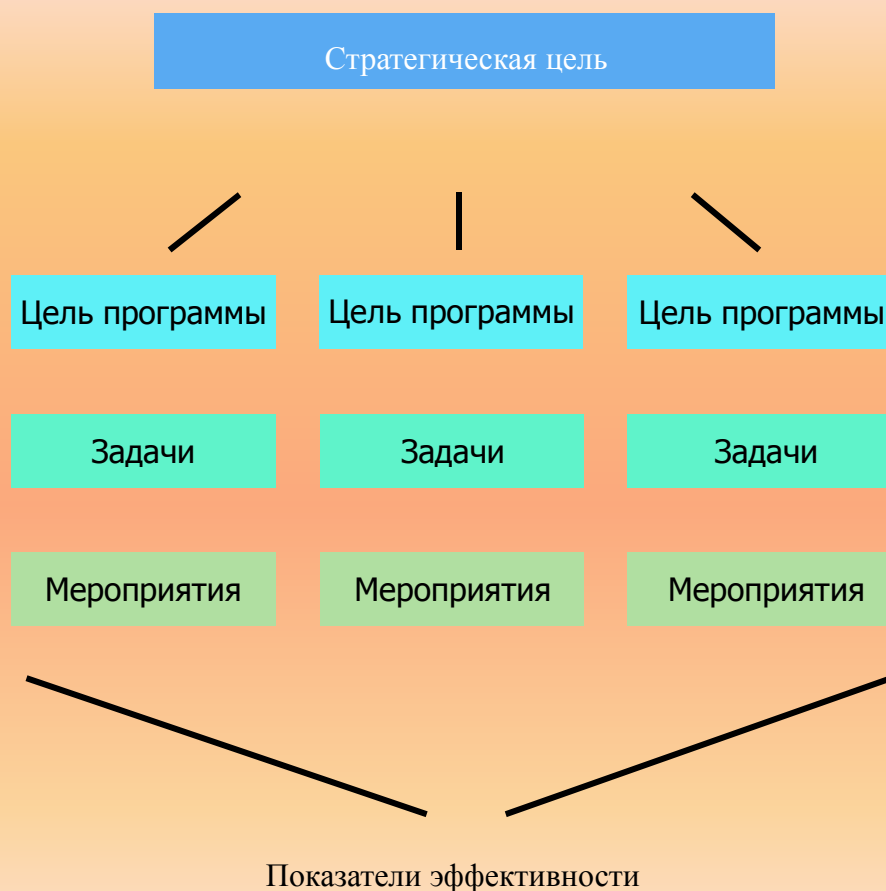 Стратегическая цель
Цель программы
Цель программы
Цель программы
Задачи
Задачи
Задачи
Мероприятия
Мероприятия
Мероприятия
Показатели эффективности